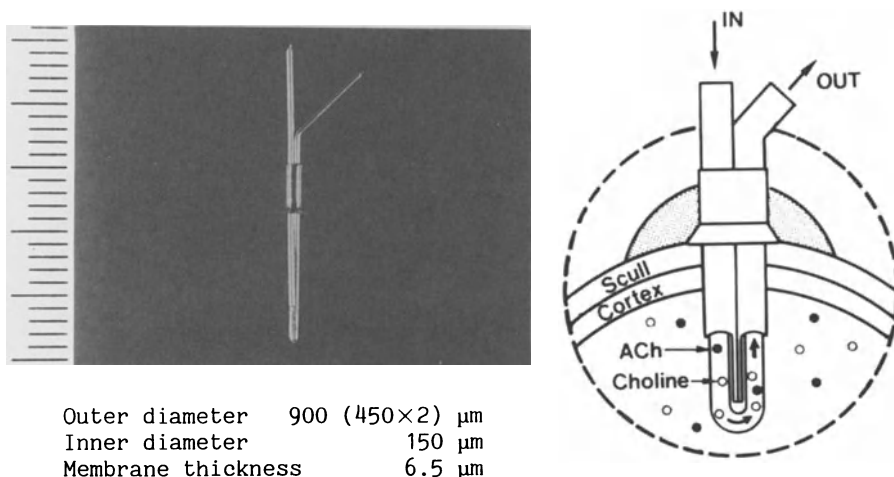 IN
OUT
Scull
Cortex
ACh
Choline
Outer diameter 900 (450×2) μm
Inner diameter 150 μm
Membrane thickness 6.5 μm